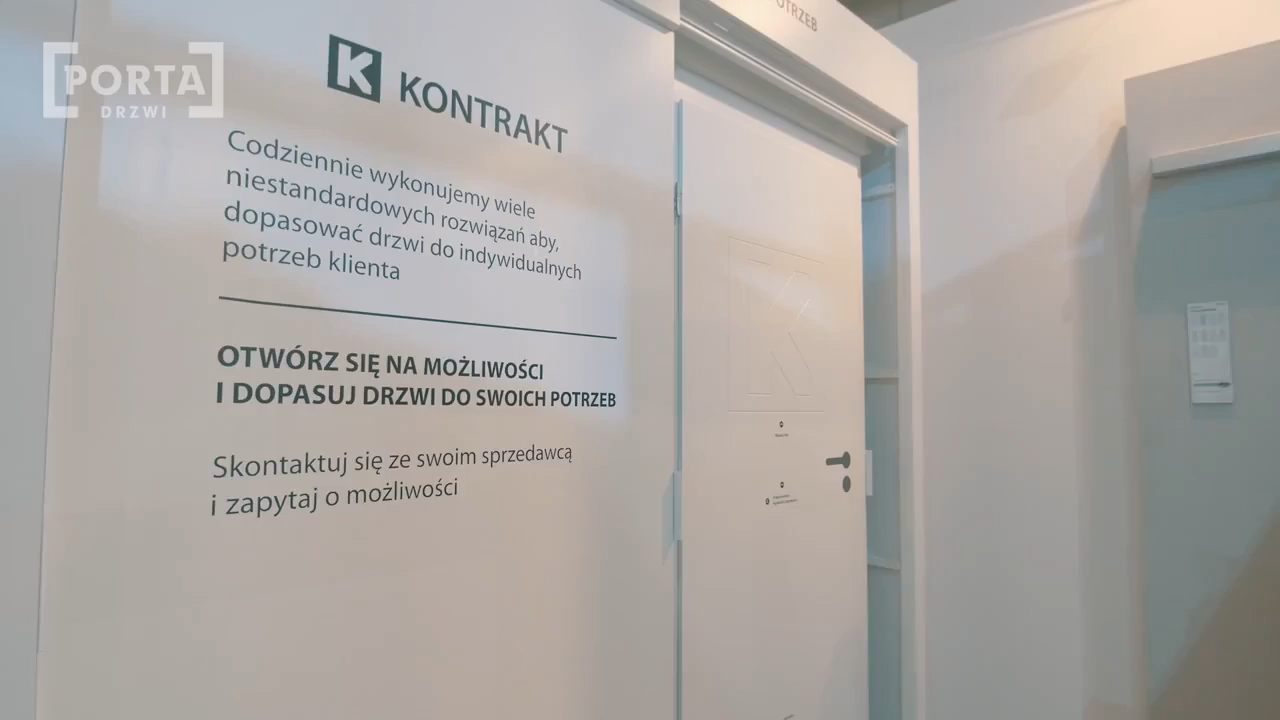 PORTA
DRZWI
K KONTRAKT
Codziennie wykonujemy wiele
niestandardowych rozwiązań aby,
dopasować drzwi do indywidualnych
potrzeb klienta
OTWÓRZ SIĘ NA MOŻLIWOŚCI
I DOPASUJ DRZWI DO SWOICH POTRZEB
Skontaktuj się ze swoim sprzedawcą
i zapytaj o możliwości
K